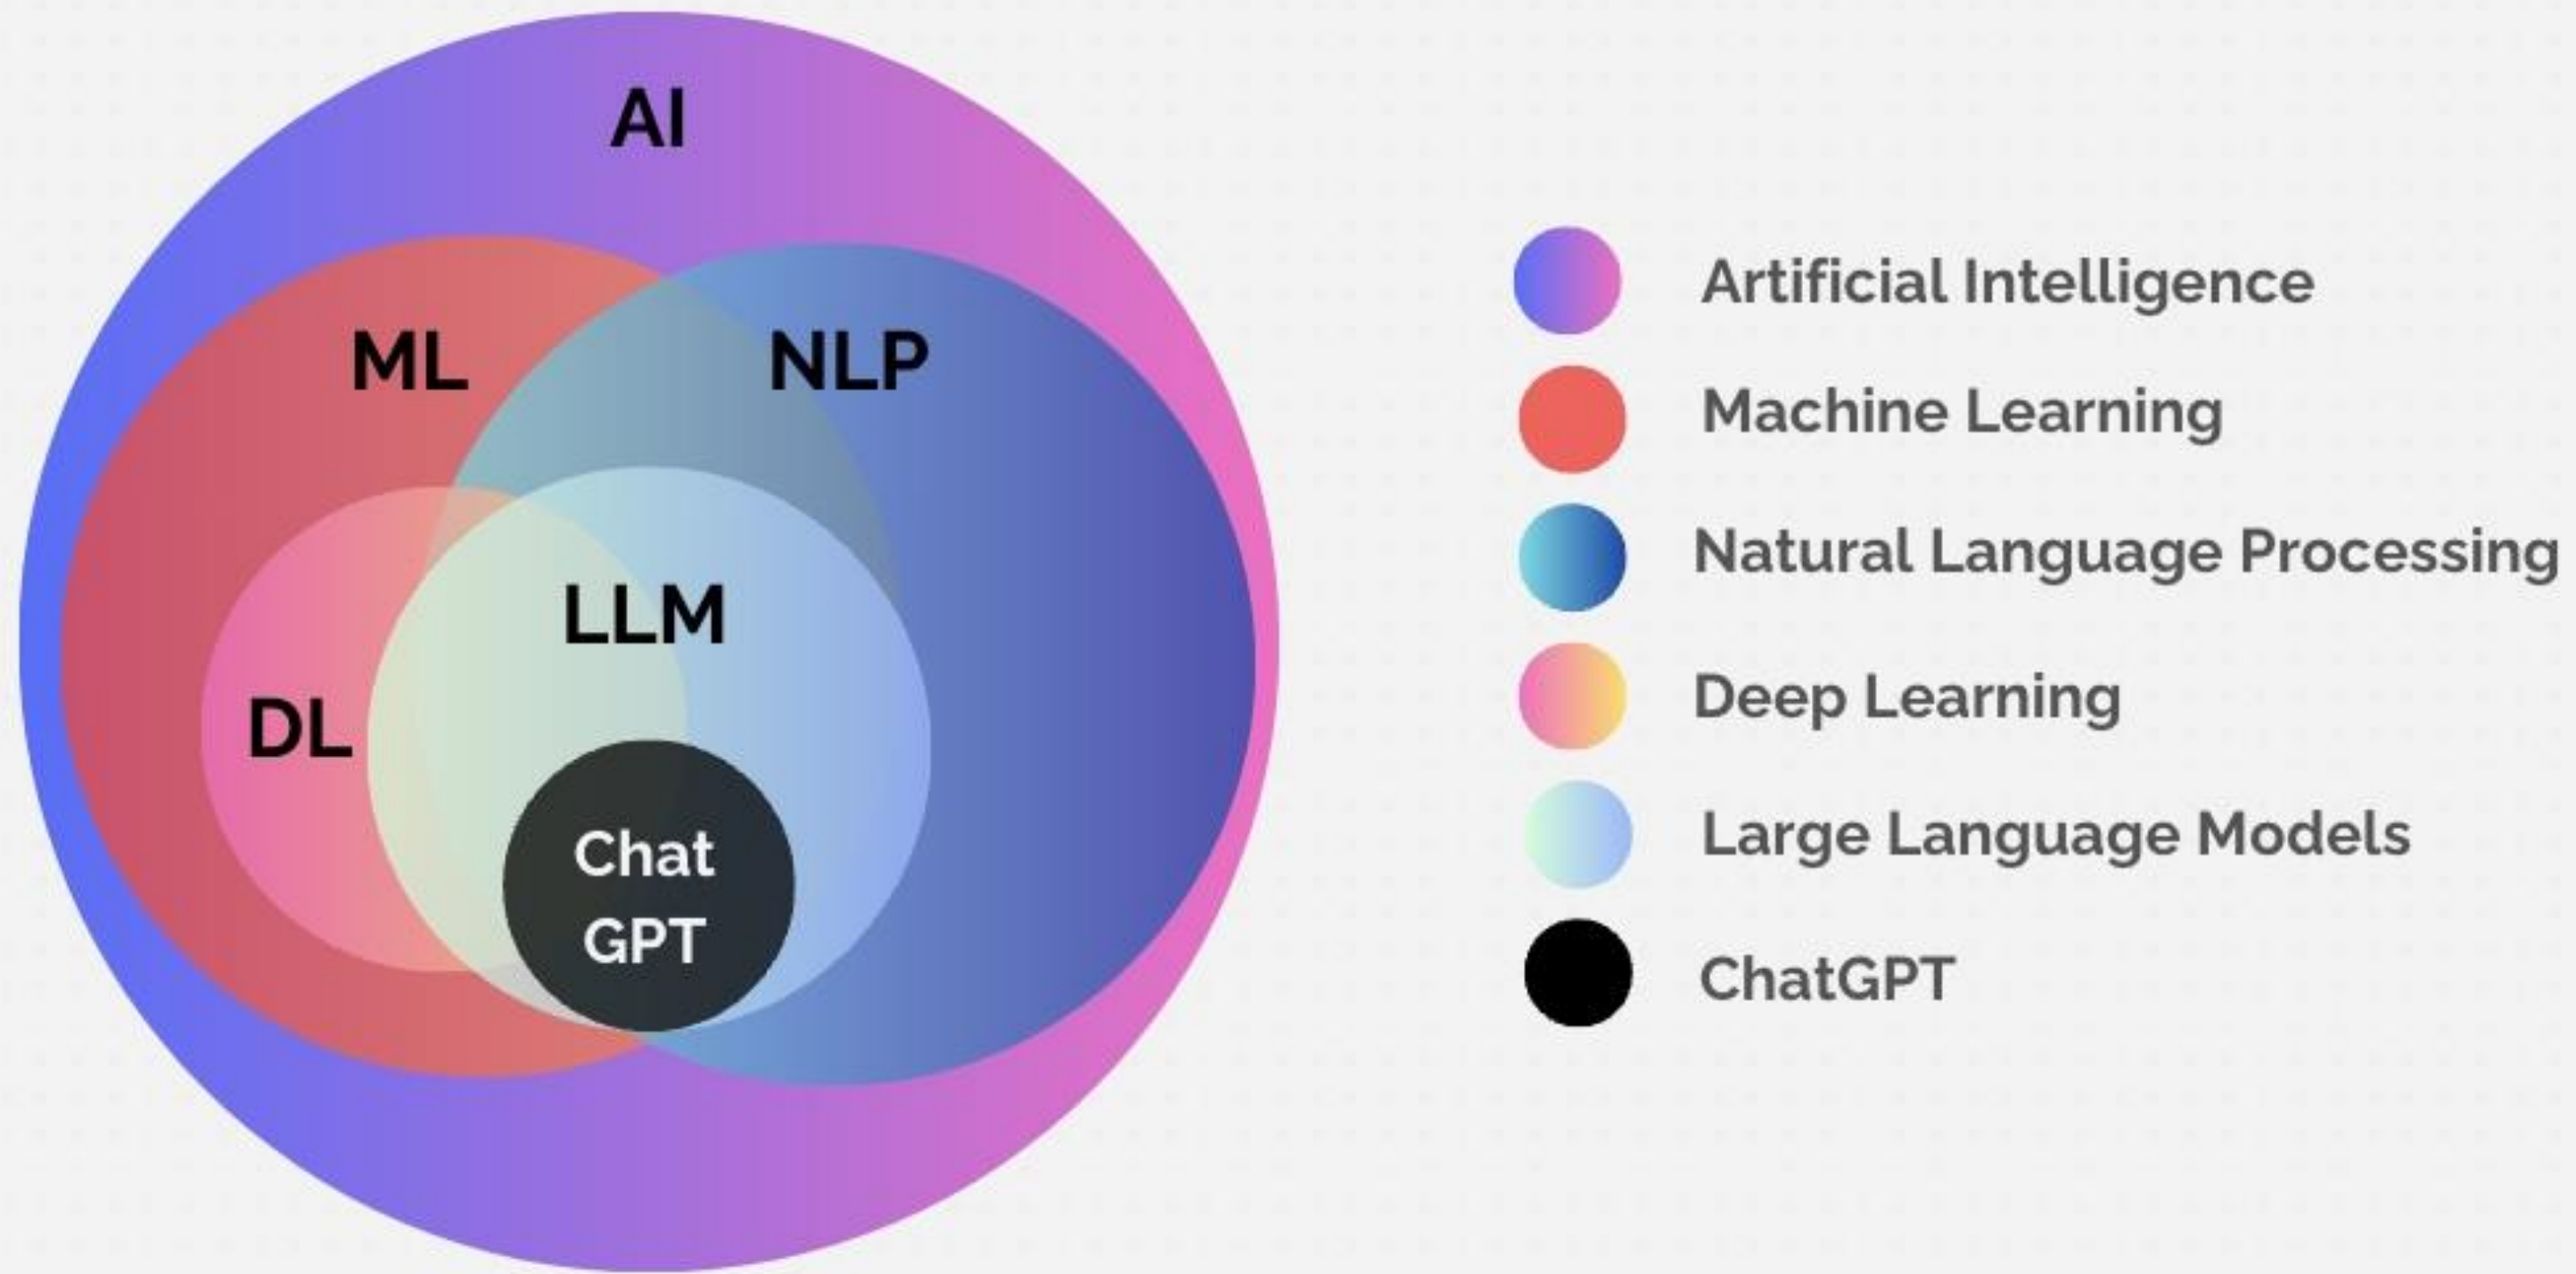 AI
ML
NLP
LLM
DL
Chat
GPT
Artificial Intelligence
Machine Learning
Natural Language Processing
Deep Learning
Large Language Models
ChatGPT